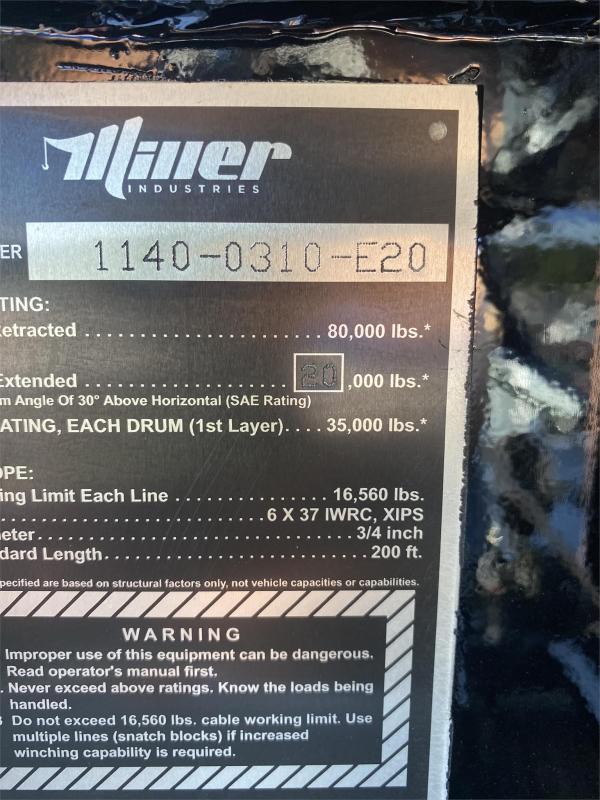 Miller
INDUSTRIES
ER 1140-0310-E20
TING:
etracted ........................ 80,000 lbs.*
Extended ........................ 20,000 lbs.*
m Angle Of 30° Above Horizontal (SAE Rating)
ATING, EACH DRUM (1st Layer).... 35,000 lbs.*
OPE:
ing Limit Each Line ................ 16,560 lbs.
........................ 6 X 37 IWRC, XIPS
eter................................ 3/4 inch
dard Length........................ 200 ft.
pecified are based on structural factors only, not vehicle capacities or capabilities.
WARNING
Improper use of this equipment can be dangerous.
Read operator's manual first.
. Never exceed above ratings. Know the loads being
handled.
Do not exceed 16,560 lbs. cable working limit. Use
multiple lines (snatch blocks) if increased
winching capability is required.